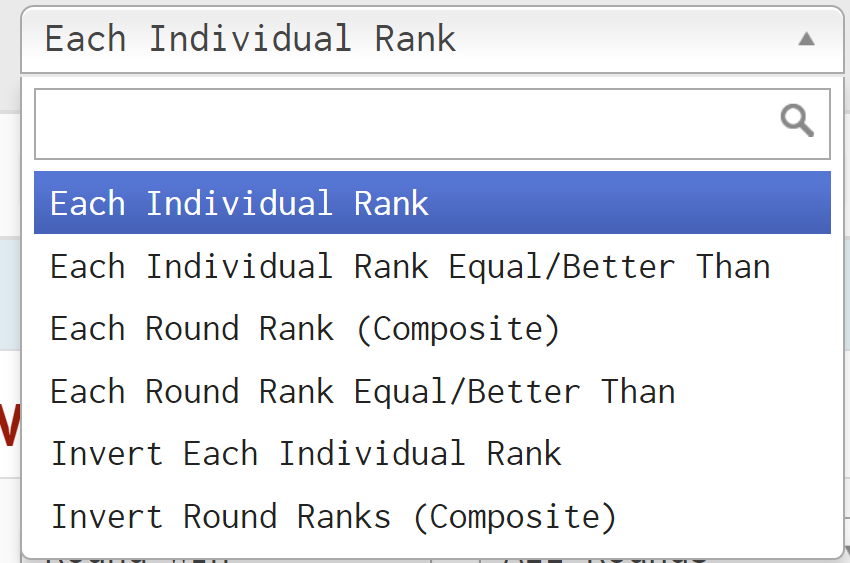 Each Individual Rank
Each Individual Rank
Each Individual Rank Equal/Better Than
Each Round Rank (Composite)
Each Round Rank Equal/Better Than
Invert Each Individual Rank
Invert Round Ranks (Composite)